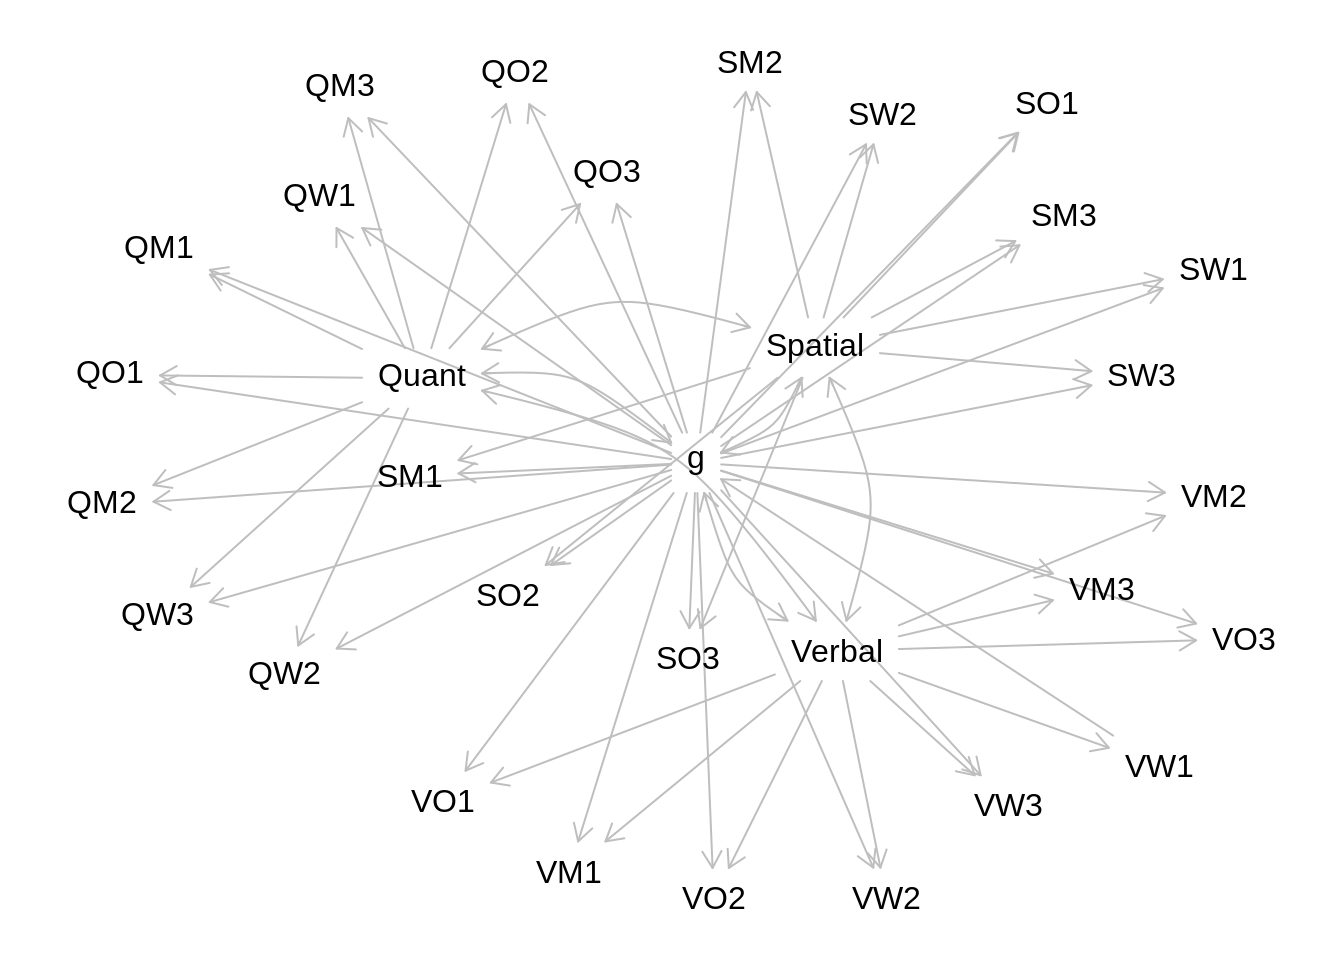 SM2
QO2
QM3
SO1
SW2
QO3
QW1
SM3
QM1
SW1
Spatial
QO1
Quant
SW3
g
SM1
VM2
QM2
VM3
SO2
QW3
VO3
Verbal
SO3
QW2
VW1
VO1
VW3
VM1
VO2
VW2